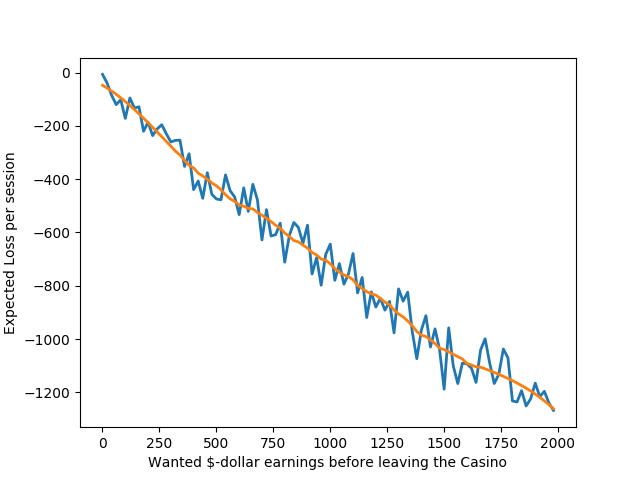 0
−200
−400
−600
−800
−1000
−1200
Expected Loss per session
0 250 500 750 1000 1250 1500 1750 2000
Wanted $-dollar earnings before leaving the Casino